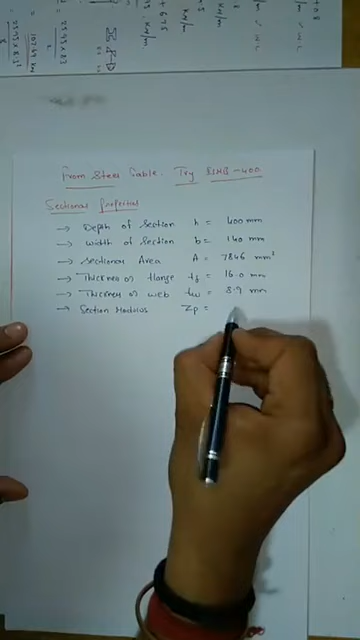 From Steel Table. Try ISMB-400
Sectional properties
→ Depth of section h = 400 mm
→ width of section b = 140 mm
→ Sectional Area A = 7846 mm²
→ Thickness of flange tf = 16.0 mm
→ Thickness of web tw = 8.9 mm
→ Section Modulus Zp =